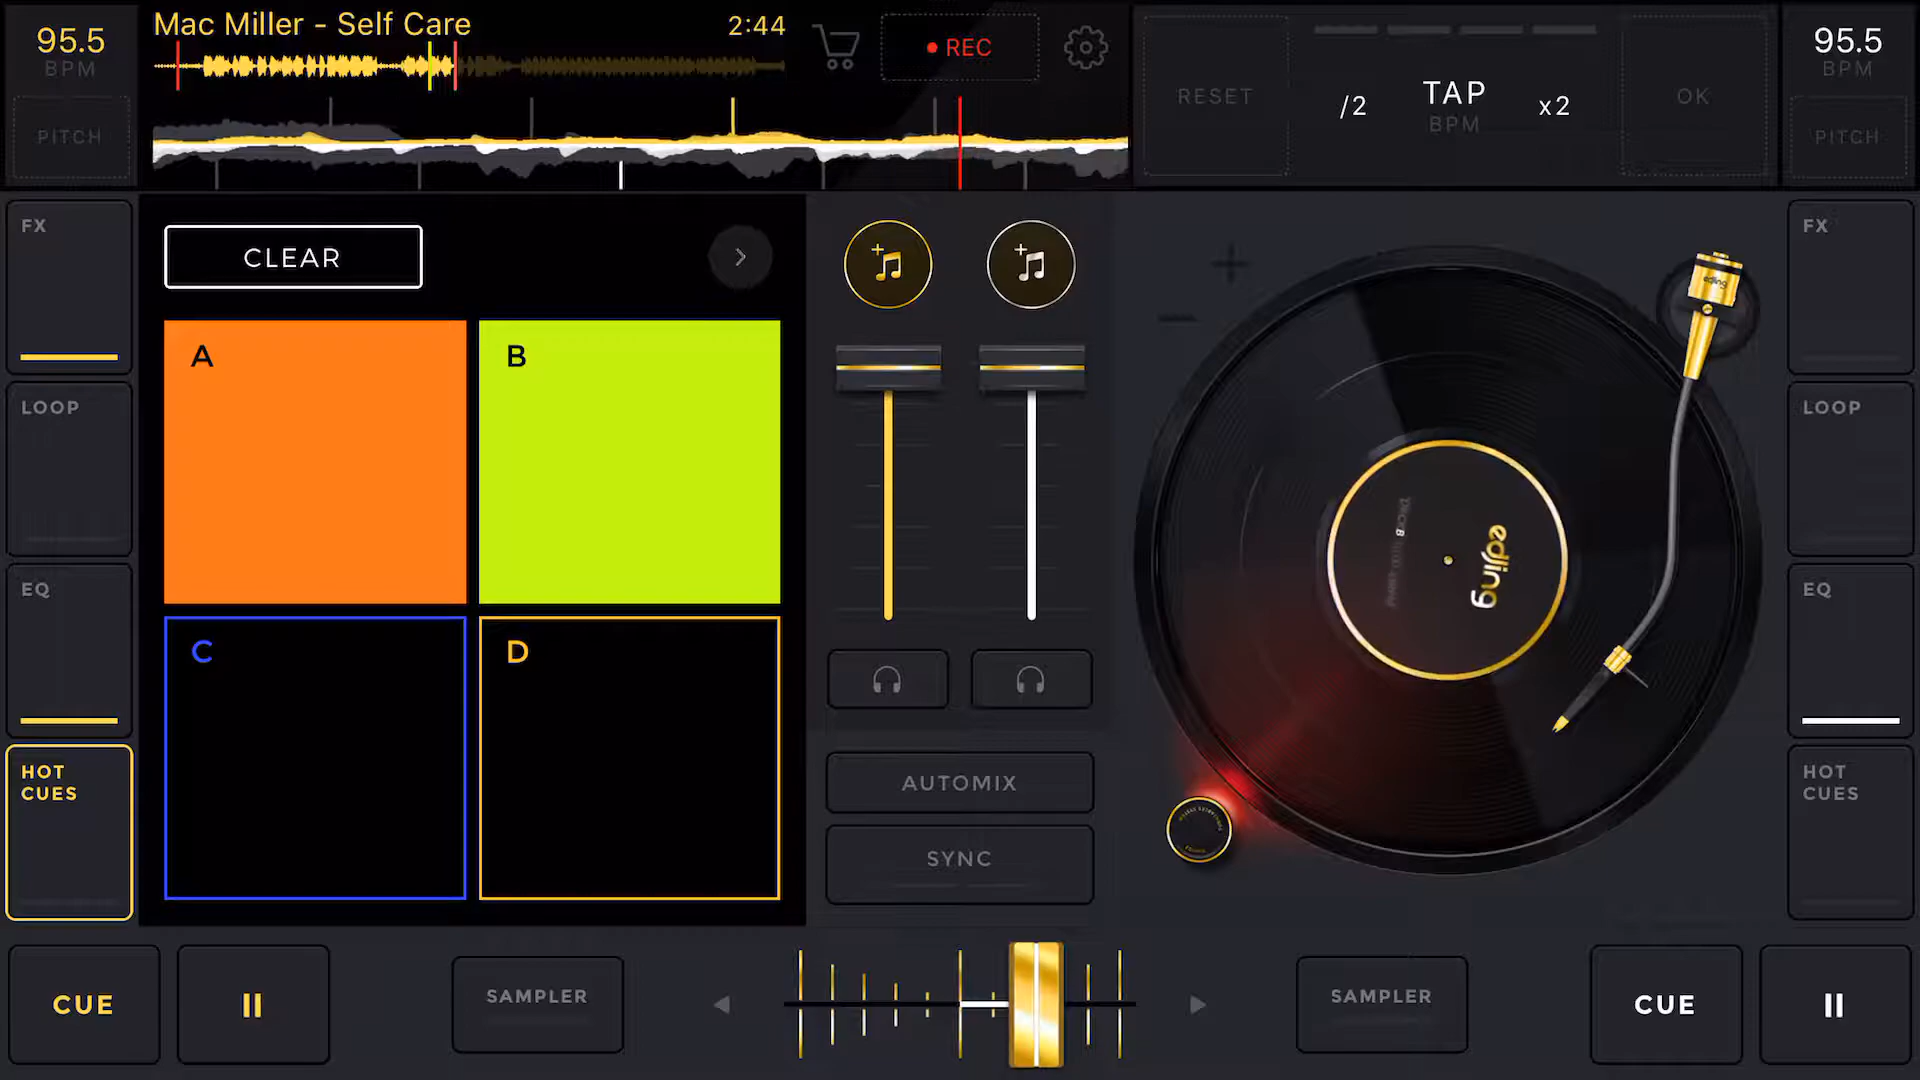 95.5
BPM
PITCH
Mac Miller - Self Care
2:44
REC
RESET
/2
TAP
BPM
x2
OK
95.5
BPM
PITCH
FX
LOOP
EQ
HOT
CUES
CLEAR
A
B
C
D
AUTOMIX
SYNC
edjing
edjing
FX
LOOP
EQ
HOT
CUES
CUE
SAMPLER
SAMPLER
CUE